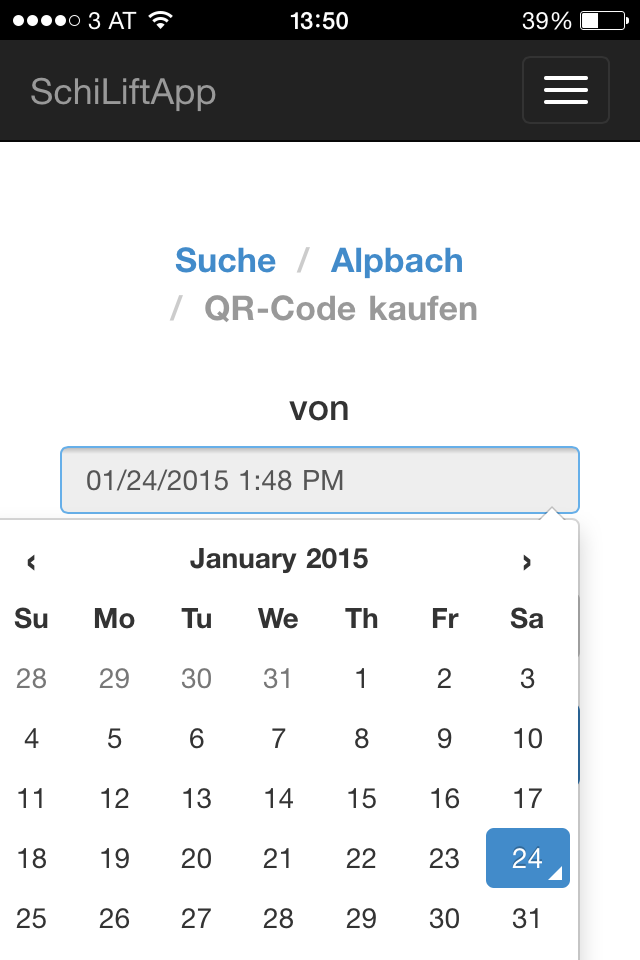 3 AT 13:50 39%
SchiLiftApp
Suche / Alpbach
/ QR-Code kaufen
von
01/24/2015 1:48 PM
‹ January 2015 ›
Su Mo Tu We Th Fr Sa
28 29 30 31 1 2 3
4 5 6 7 8 9 10
11 12 13 14 15 16 17
18 19 20 21 22 23 24
25 26 27 28 29 30 31